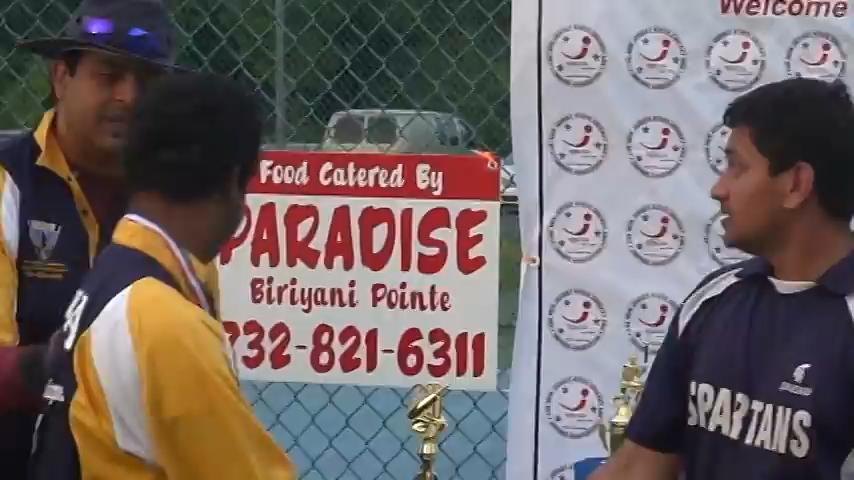 Welcome
Food Catered By
PARADISE
Biriyani Pointe
732-821-6311
SPARTANS